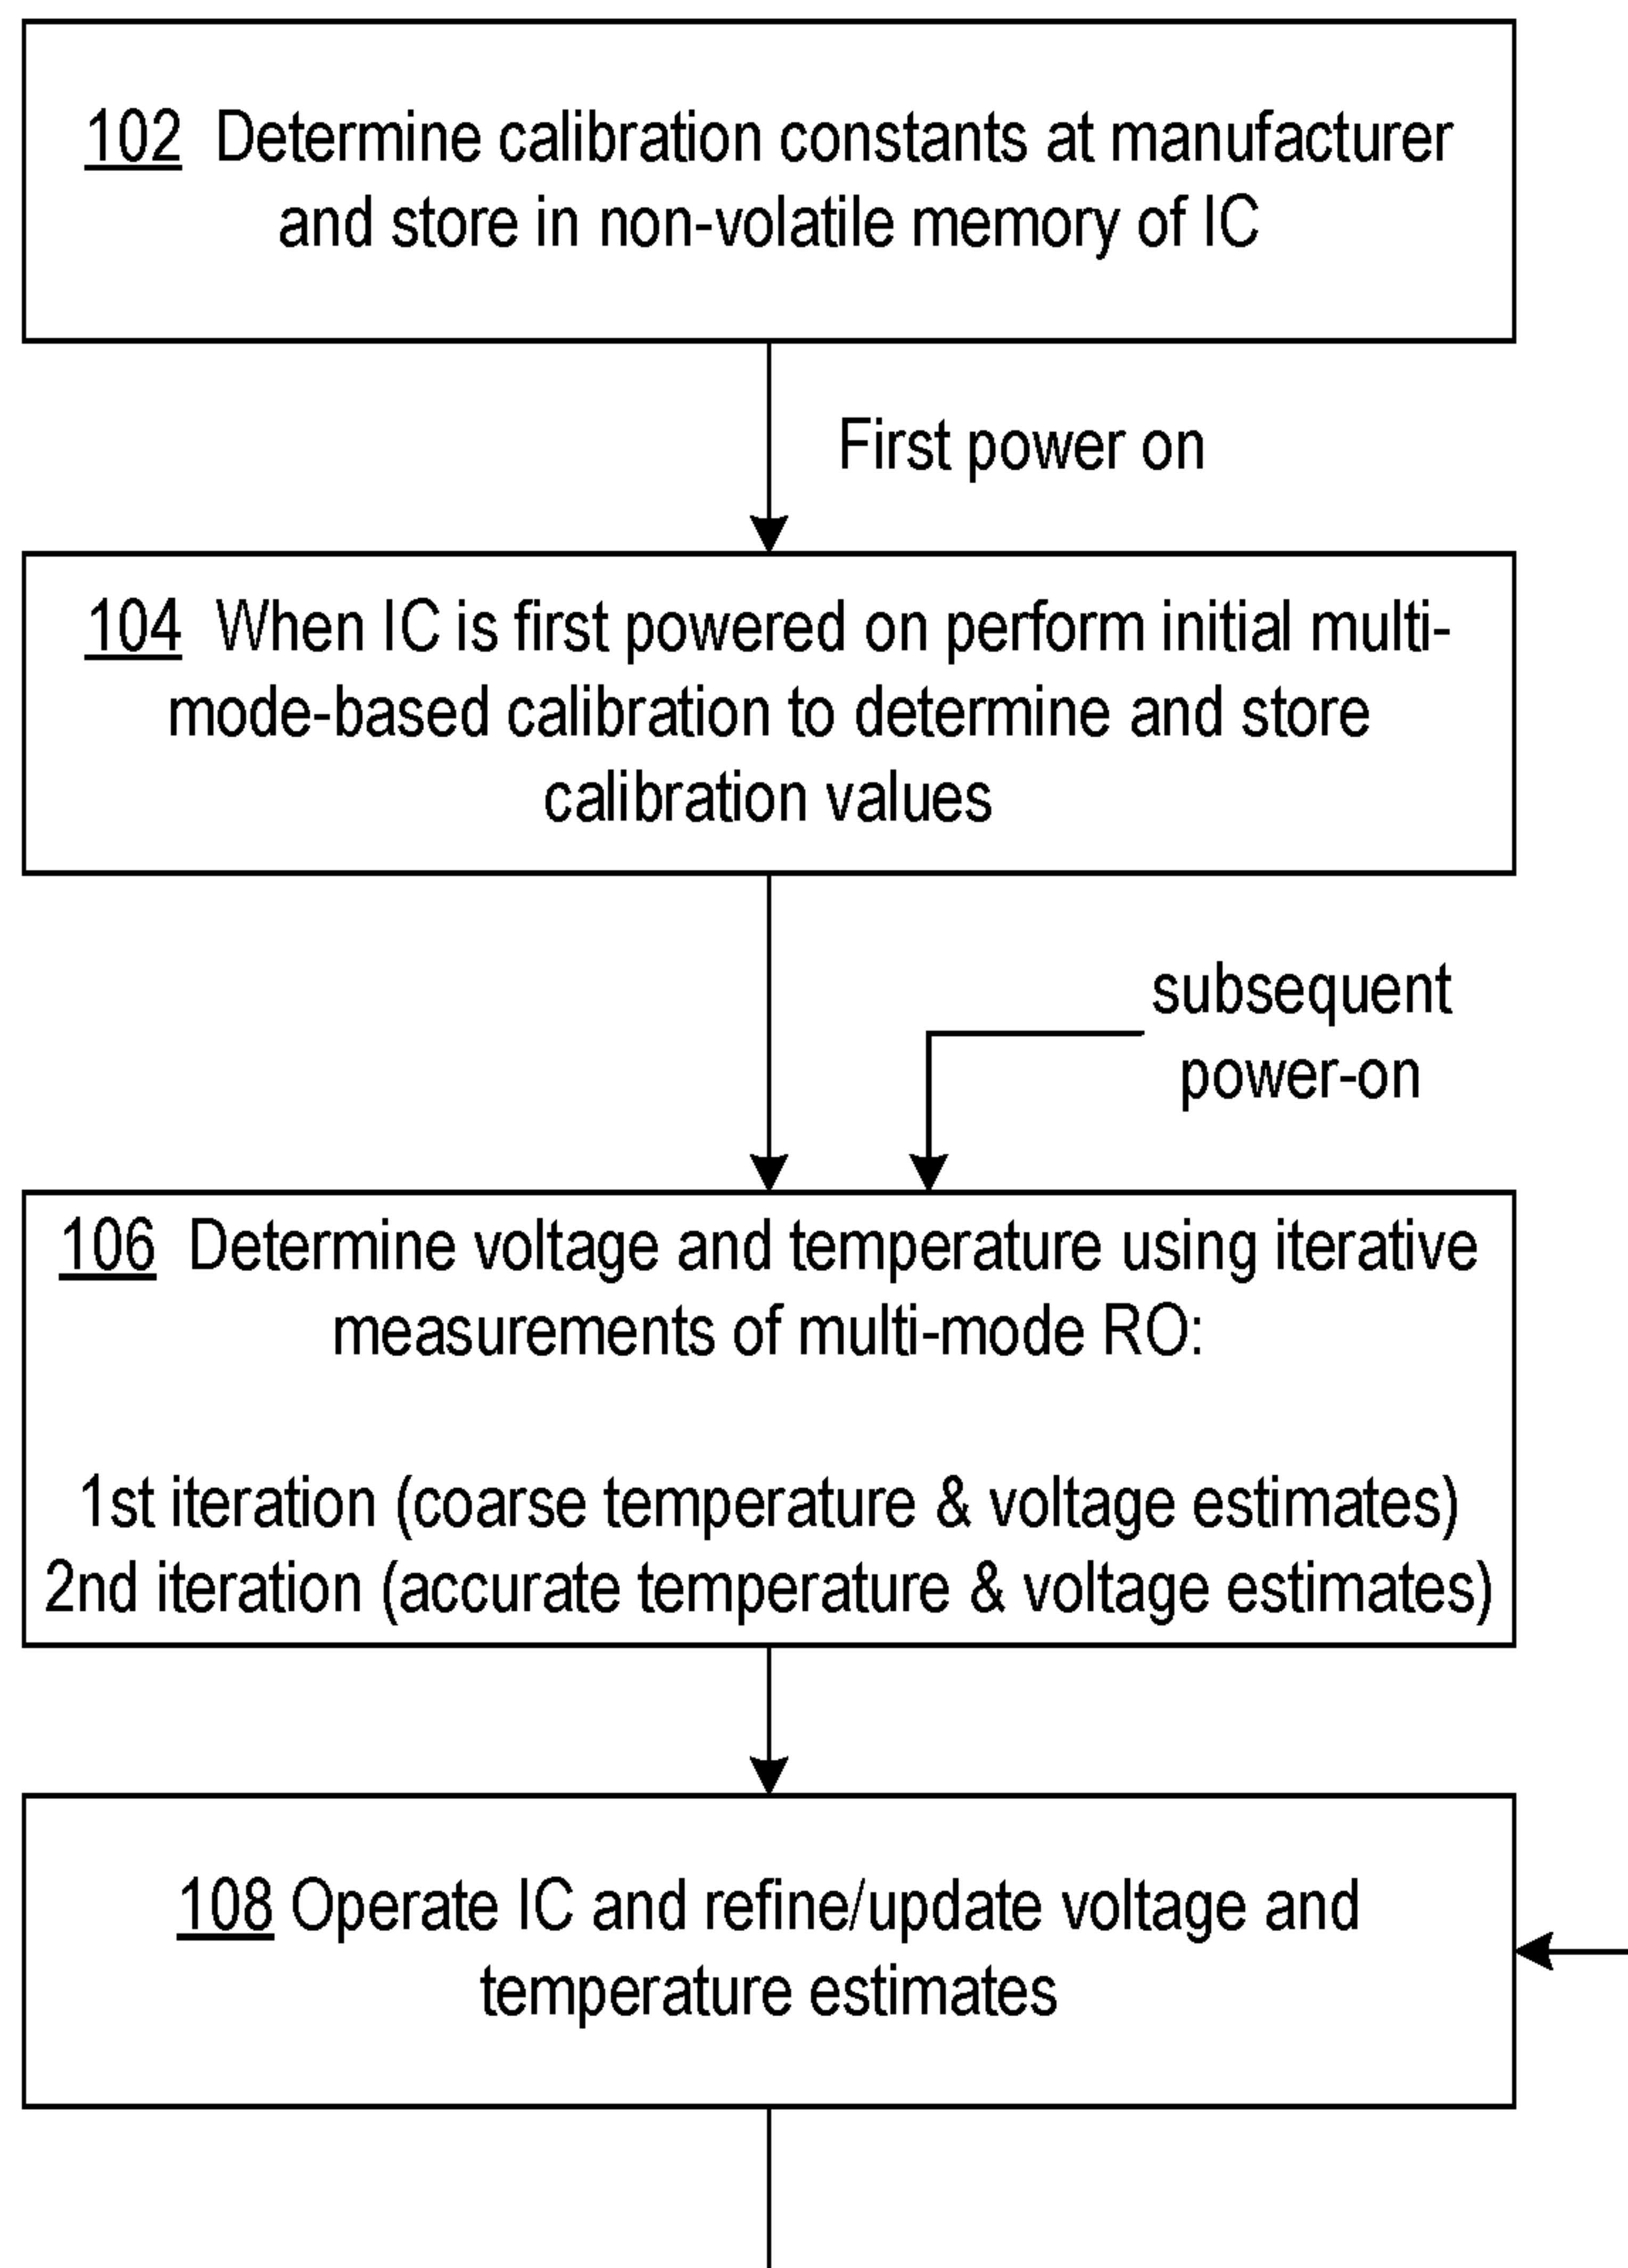 102 Determine calibration constants at manufacturer
and store in non-volatile memory of IC
First power on
104 When IC is first powered on perform initial multi-
mode-based calibration to determine and store
calibration values
subsequent
power-on
106 Determine voltage and temperature using iterative
measurements of multi-mode RO:
1st iteration (coarse temperature & voltage estimates)
2nd iteration (accurate temperature & voltage estimates)
108 Operate IC and refine/update voltage and
temperature estimates